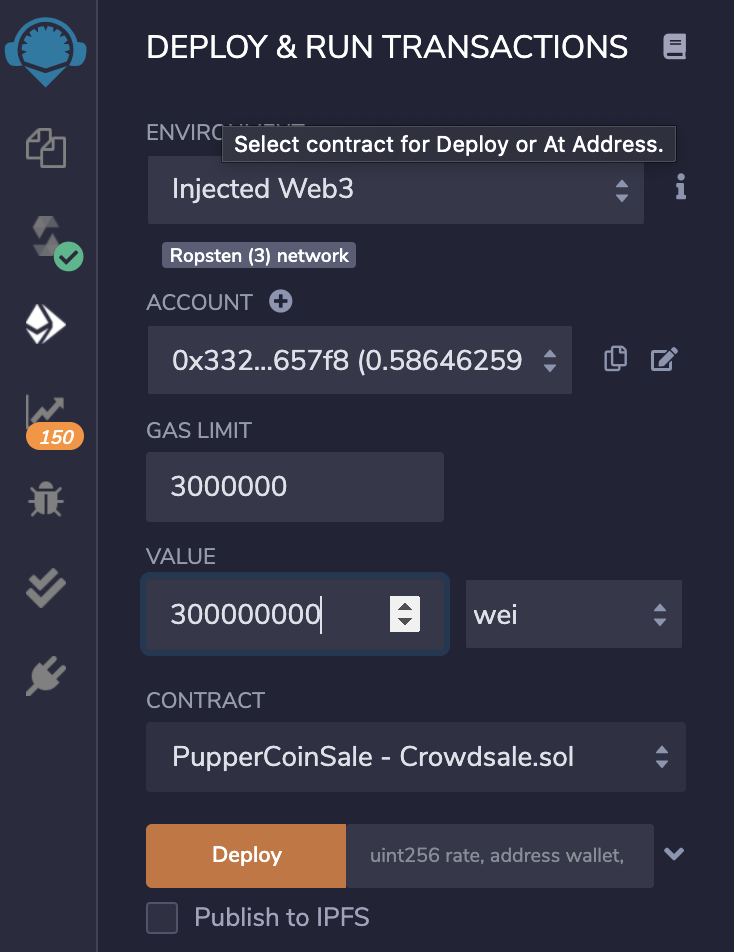 DEPLOY & RUN TRANSACTIONS
Select contract for Deploy or At Address.
Injected Web3
Ropsten (3) network
ACCOUNT
0x332...657f8 (0.58646259
150
GAS LIMIT
3000000
VALUE
300000000
wei
CONTRACT
PupperCoinSale - Crowdsale.sol
Deploy
uint256 rate, address wallet,
Publish to IPFS